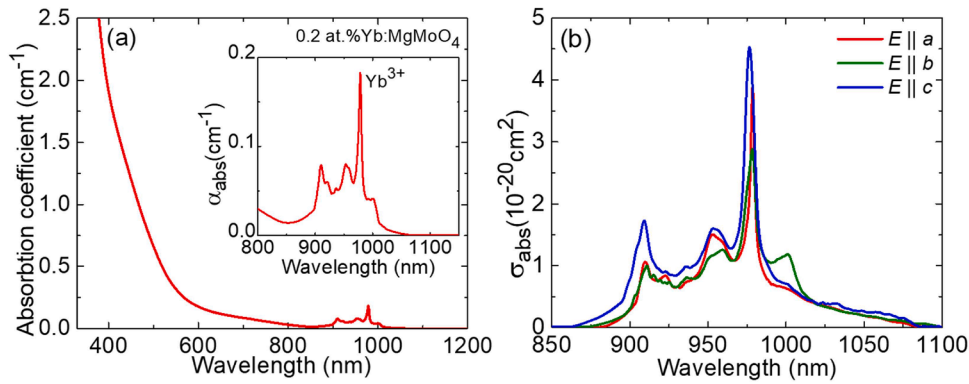 (a)
0.2 at.%Yb:MgMoO4
Absorption coefficient (cm-1)
2.5
2.0
1.5
1.0
0.5
0.0
400 600 800 1000 1200
Wavelength (nm)
αabs(cm-1)
0.2
0.1
0.0
Yb3+
800 900 1000 1100
Wavelength (nm)
(b)
E || a
E || b
E || c
σabs(10-20cm2)
5
4
3
2
1
0
850 900 950 1000 1050 1100
Wavelength (nm)